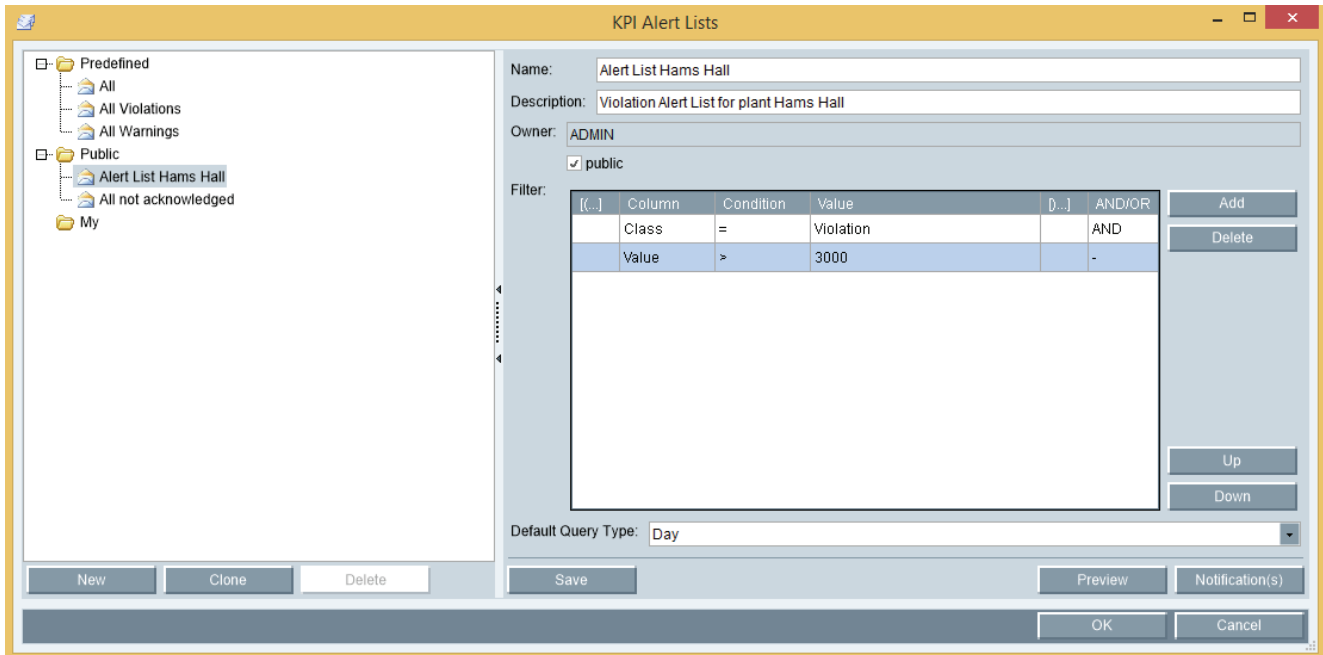 KPI Alert Lists
Predefined
All
All Violations
All Warnings
Public
Alert List Hams Hall
All not acknowledged
My
New Clone Delete
Name: Alert List Hams Hall
Description: Violation Alert List for plant Hams Hall
Owner: ADMIN
public
Filter:
[(...] Column Condition Value [)...] AND/OR
Class = Violation AND
Value > 3000 -
Add
Delete
Up
Down
Default Query Type: Day
Save Preview Notification(s)
OK Cancel